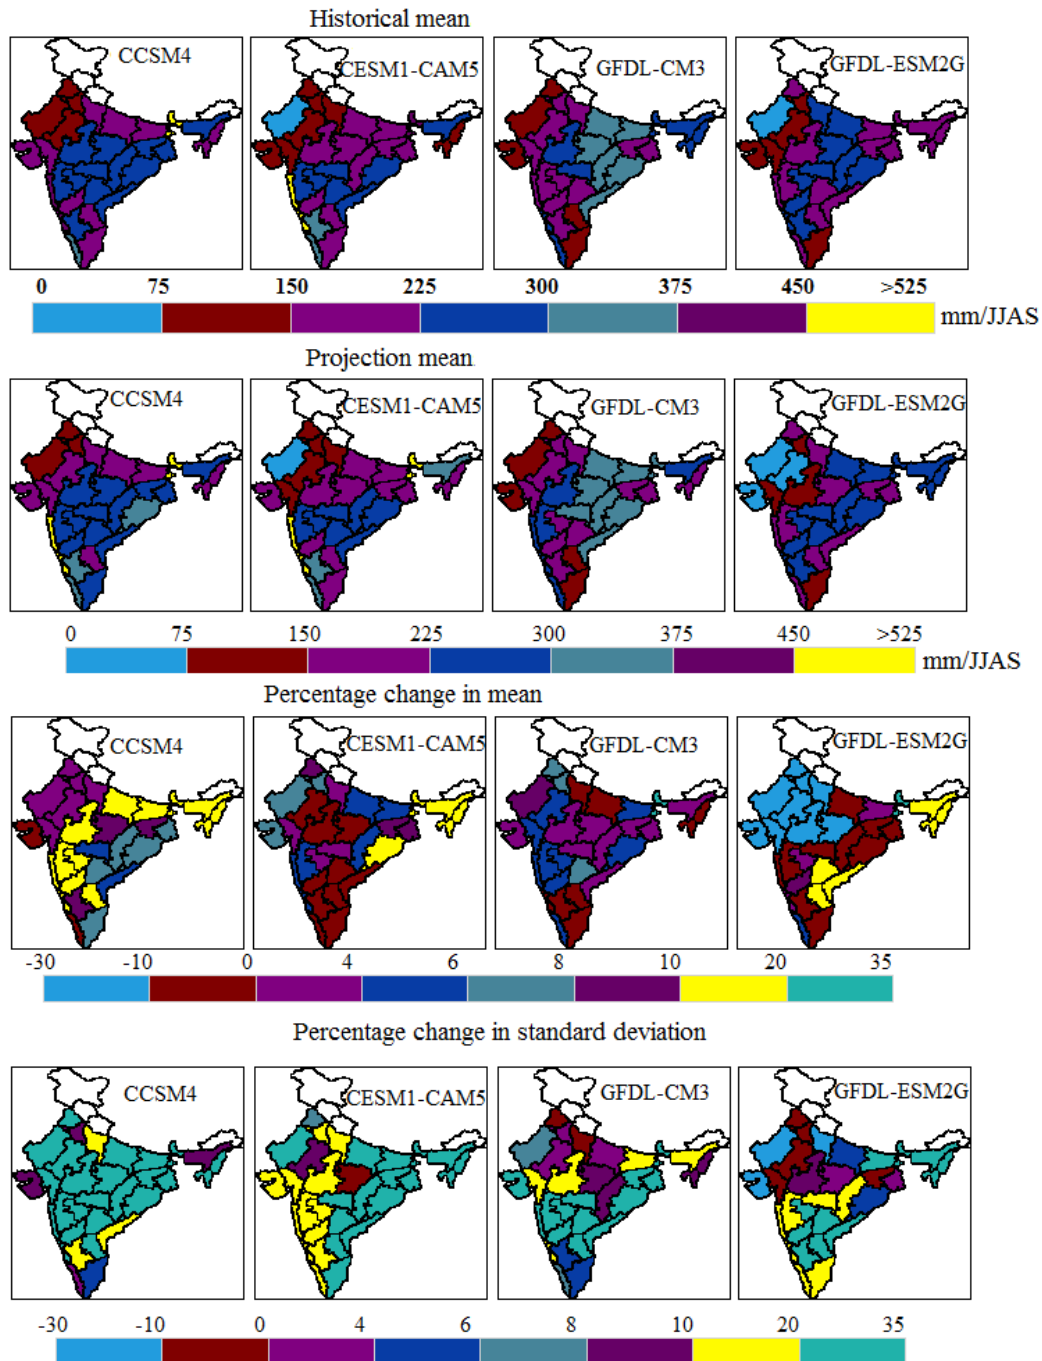 Historical mean
CCSM4 CESM1-CAM5 GFDL-CM3 GFDL-ESM2G
0 75 150 225 300 375 450 >525
mm/JJAS
Projection mean
CCSM4 CESM1-CAM5 GFDL-CM3 GFDL-ESM2G
0 75 150 225 300 375 450 >525
mm/JJAS
Percentage change in mean
CCSM4 CESM1-CAM5 GFDL-CM3 GFDL-ESM2G
-30 -10 0 4 6 8 10 20 35
Percentage change in standard deviation
CCSM4 CESM1-CAM5 GFDL-CM3 GFDL-ESM2G
-30 -10 0 4 6 8 10 20 35